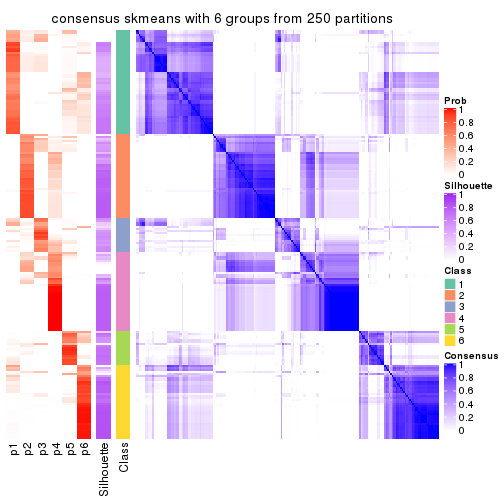 consensus skmeans with 6 groups from 250 partitions
Prob
0.8
0.6
0.4
0.2
0
Silhouette
1
0.8
0.6
0.4
0.2
0
Class
1
2
3
4
5
6
Consensus
1
0.8
0.6
0.4
0.2
0
p1
p2
p3
p4
p5
p6
Silhouette
Class